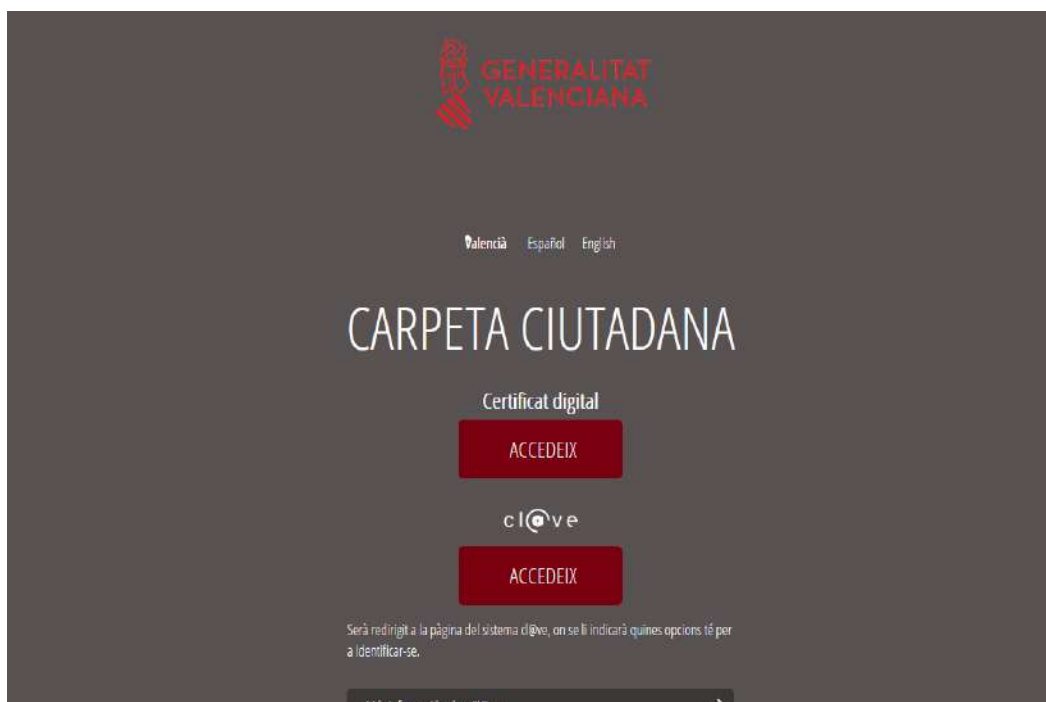 GENERALITAT
VALENCIANA
Valencià Español English
CARPETA CIUTADANA
Certificat digital
ACCEDEIX
cl@ve
ACCEDEIX
Serà redirigit a la pàgina del sistema cl@ve, on se li indicarà quines opcions té per
a identificar-se.